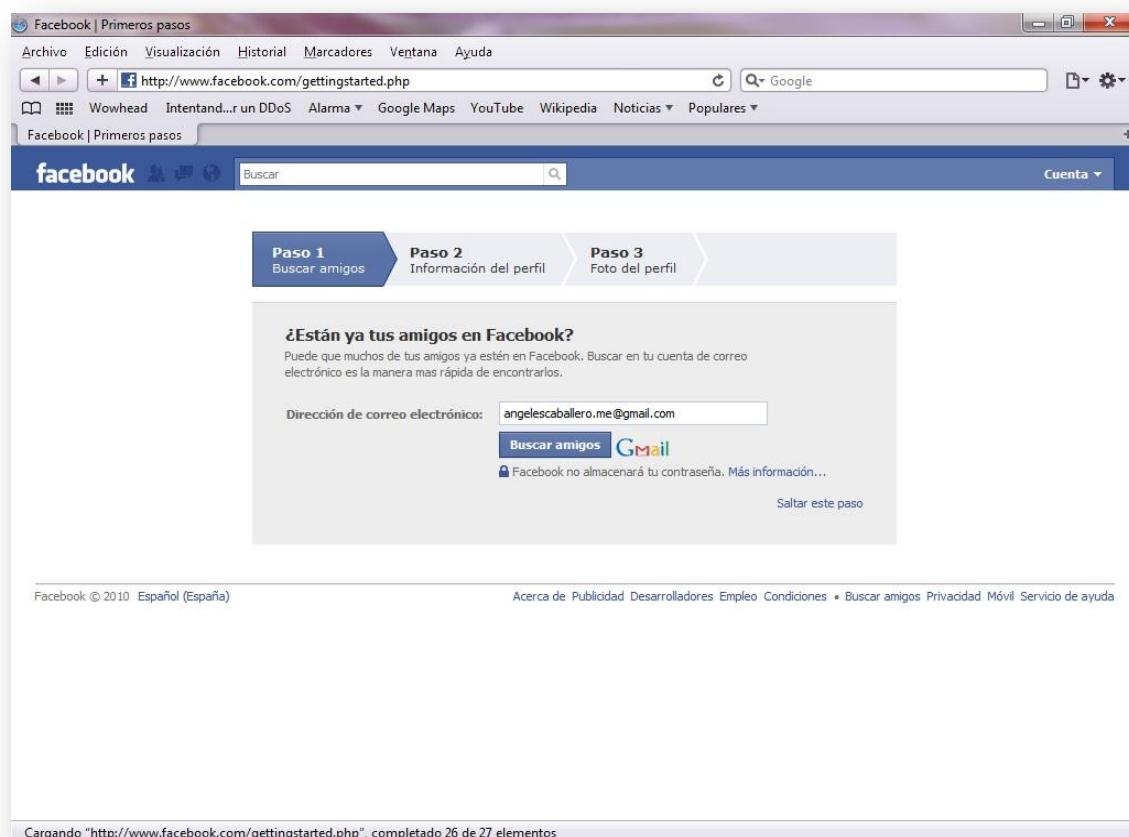 Facebook | Primeros pasos
Archivo Edición Visualización Historial Marcadores Ventana Ayuda
http://www.facebook.com/gettingstarted.php
Google
Wowhead Intentand...r un DDoS Alarma Google Maps YouTube Wikipedia Noticias Populares
Facebook | Primeros pasos
facebook Buscar Cuenta
Paso 1 Paso 2 Paso 3
Buscar amigos Información del perfil Foto del perfil
¿Están ya tus amigos en Facebook?
Puede que muchos de tus amigos ya estén en Facebook. Buscar en tu cuenta de correo
electrónico es la manera mas rápida de encontrarlos.
Dirección de correo electrónico: angelescaballero.me@gmail.com
Buscar amigos Gmail
Facebook no almacenará tu contraseña. Más información...
Saltar este paso
Facebook © 2010 Español (España) Acerca de Publicidad Desarrolladores Empleo Condiciones • Buscar amigos Privacidad Móvil Servicio de ayuda
Cargando "http://www.facebook.com/gettingstarted.php", completado 26 de 27 elementos